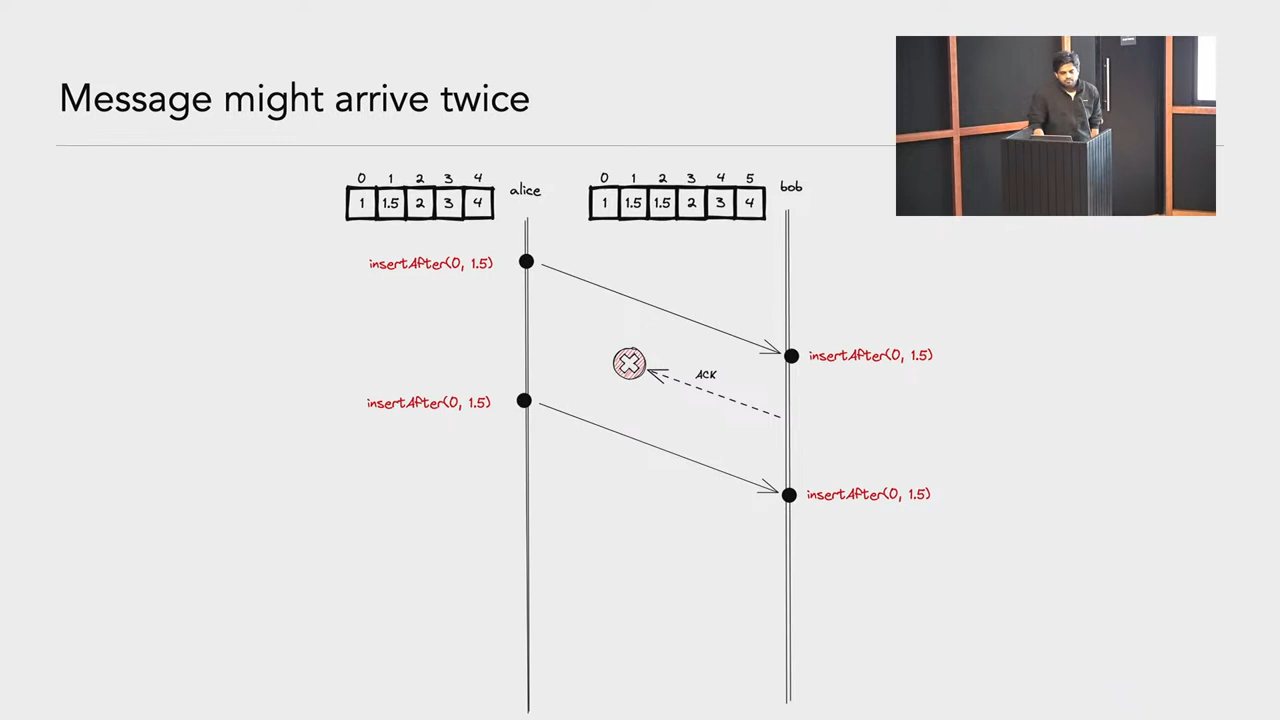 Message might arrive twice
0 1 2 3 4
1 1.5 2 3 4
alice
0 1 2 3 4 5
1 1.5 1.5 2 3 4
bob
insertAfter(0, 1.5)
insertAfter(0, 1.5)
ACK
insertAfter(0, 1.5)
insertAfter(0, 1.5)